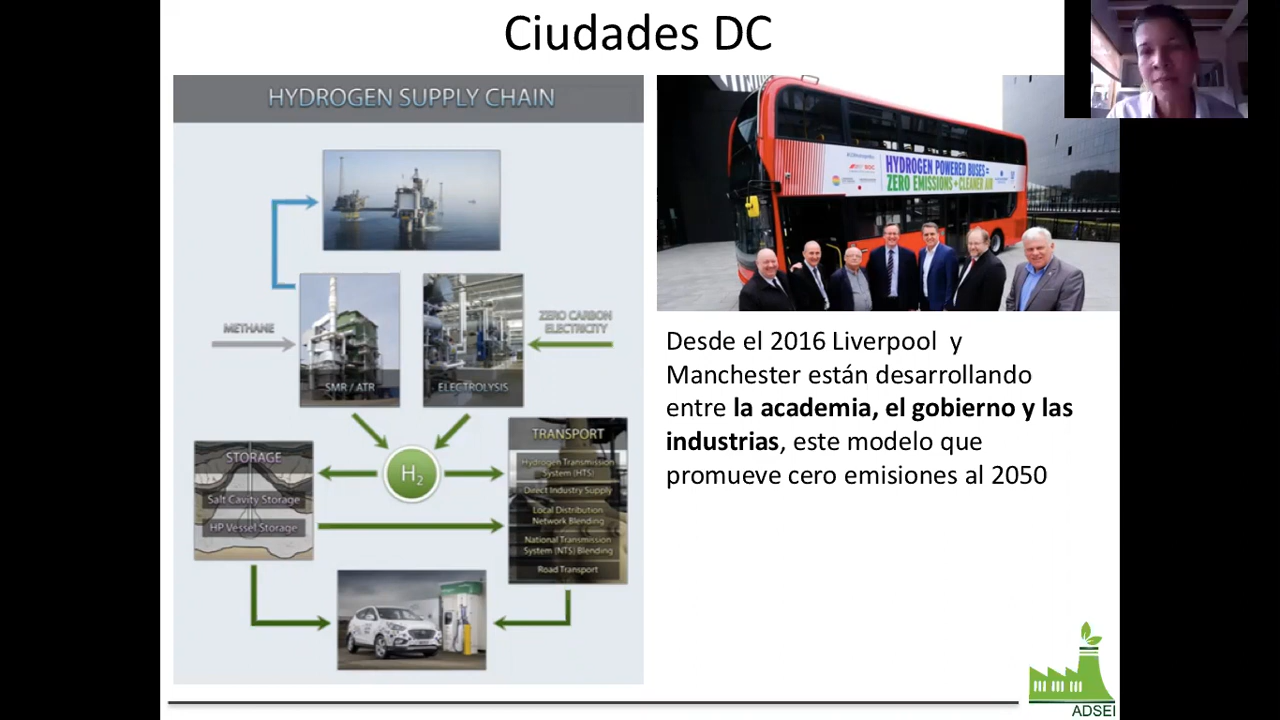 Ciudades DC
HYDROGEN SUPPLY CHAIN
METHANE
SMR / ATR
ELECTROLYSIS
ZERO CARBON
ELECTRICITY
STORAGE
Salt Cavity Storage
HP Vessel Storage
H2
TRANSPORT
Hydrogen Transmission
System (HTS)
Direct Industry Supply
Local Distribution
Network Blending
National Transmission
System (NTS) Blending
Road Transport
HYDROGEN POWERED BUSES =
ZERO EMISSIONS + CLEANER AIR
Desde el 2016 Liverpool y
Manchester están desarrollando
entre la academia, el gobierno y las
industrias, este modelo que
promueve cero emisiones al 2050
ADSEI